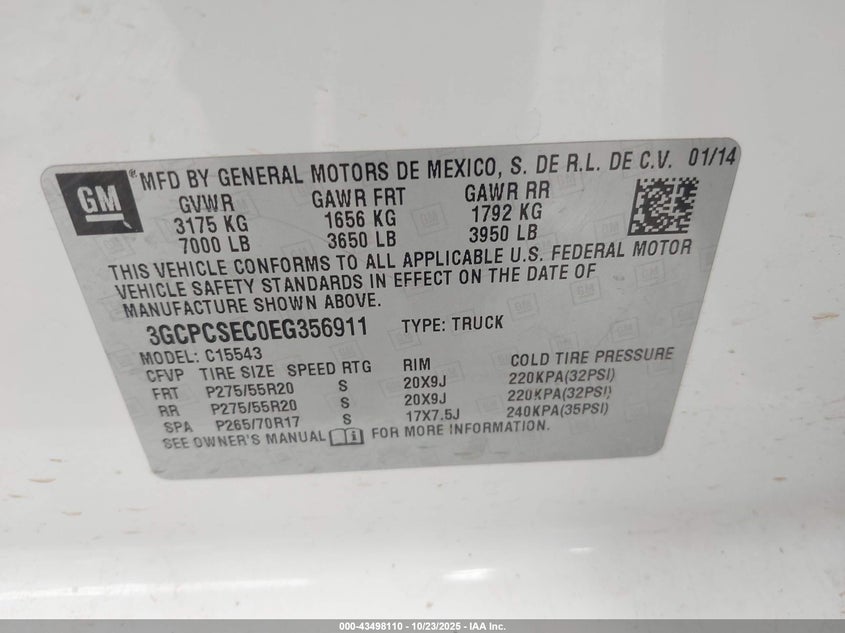 GM
® MFD BY GENERAL MOTORS DE MEXICO, S. DE R.L. DE C.V. 01/14
GVWR GAWR FRT GAWR RR
3175 KG 1656 KG 1792 KG
7000 LB 3650 LB 3950 LB
THIS VEHICLE CONFORMS TO ALL APPLICABLE U.S. FEDERAL MOTOR
VEHICLE SAFETY STANDARDS IN EFFECT ON THE DATE OF
MANUFACTURE SHOWN ABOVE.
3GCPCSEC0EG356911 TYPE: TRUCK
MODEL: C15543
CFVP TIRE SIZE SPEED RTG RIM COLD TIRE PRESSURE
FRT P275/55R20 S 20X9J 220KPA(32PSI)
RR P275/55R20 S 20X9J 220KPA(32PSI)
SPA P265/70R17 S 17X7.5J 240KPA(35PSI)
SEE OWNER'S MANUAL FOR MORE INFORMATION.
000-43498110 - 10/23/2025 - IAA Inc.